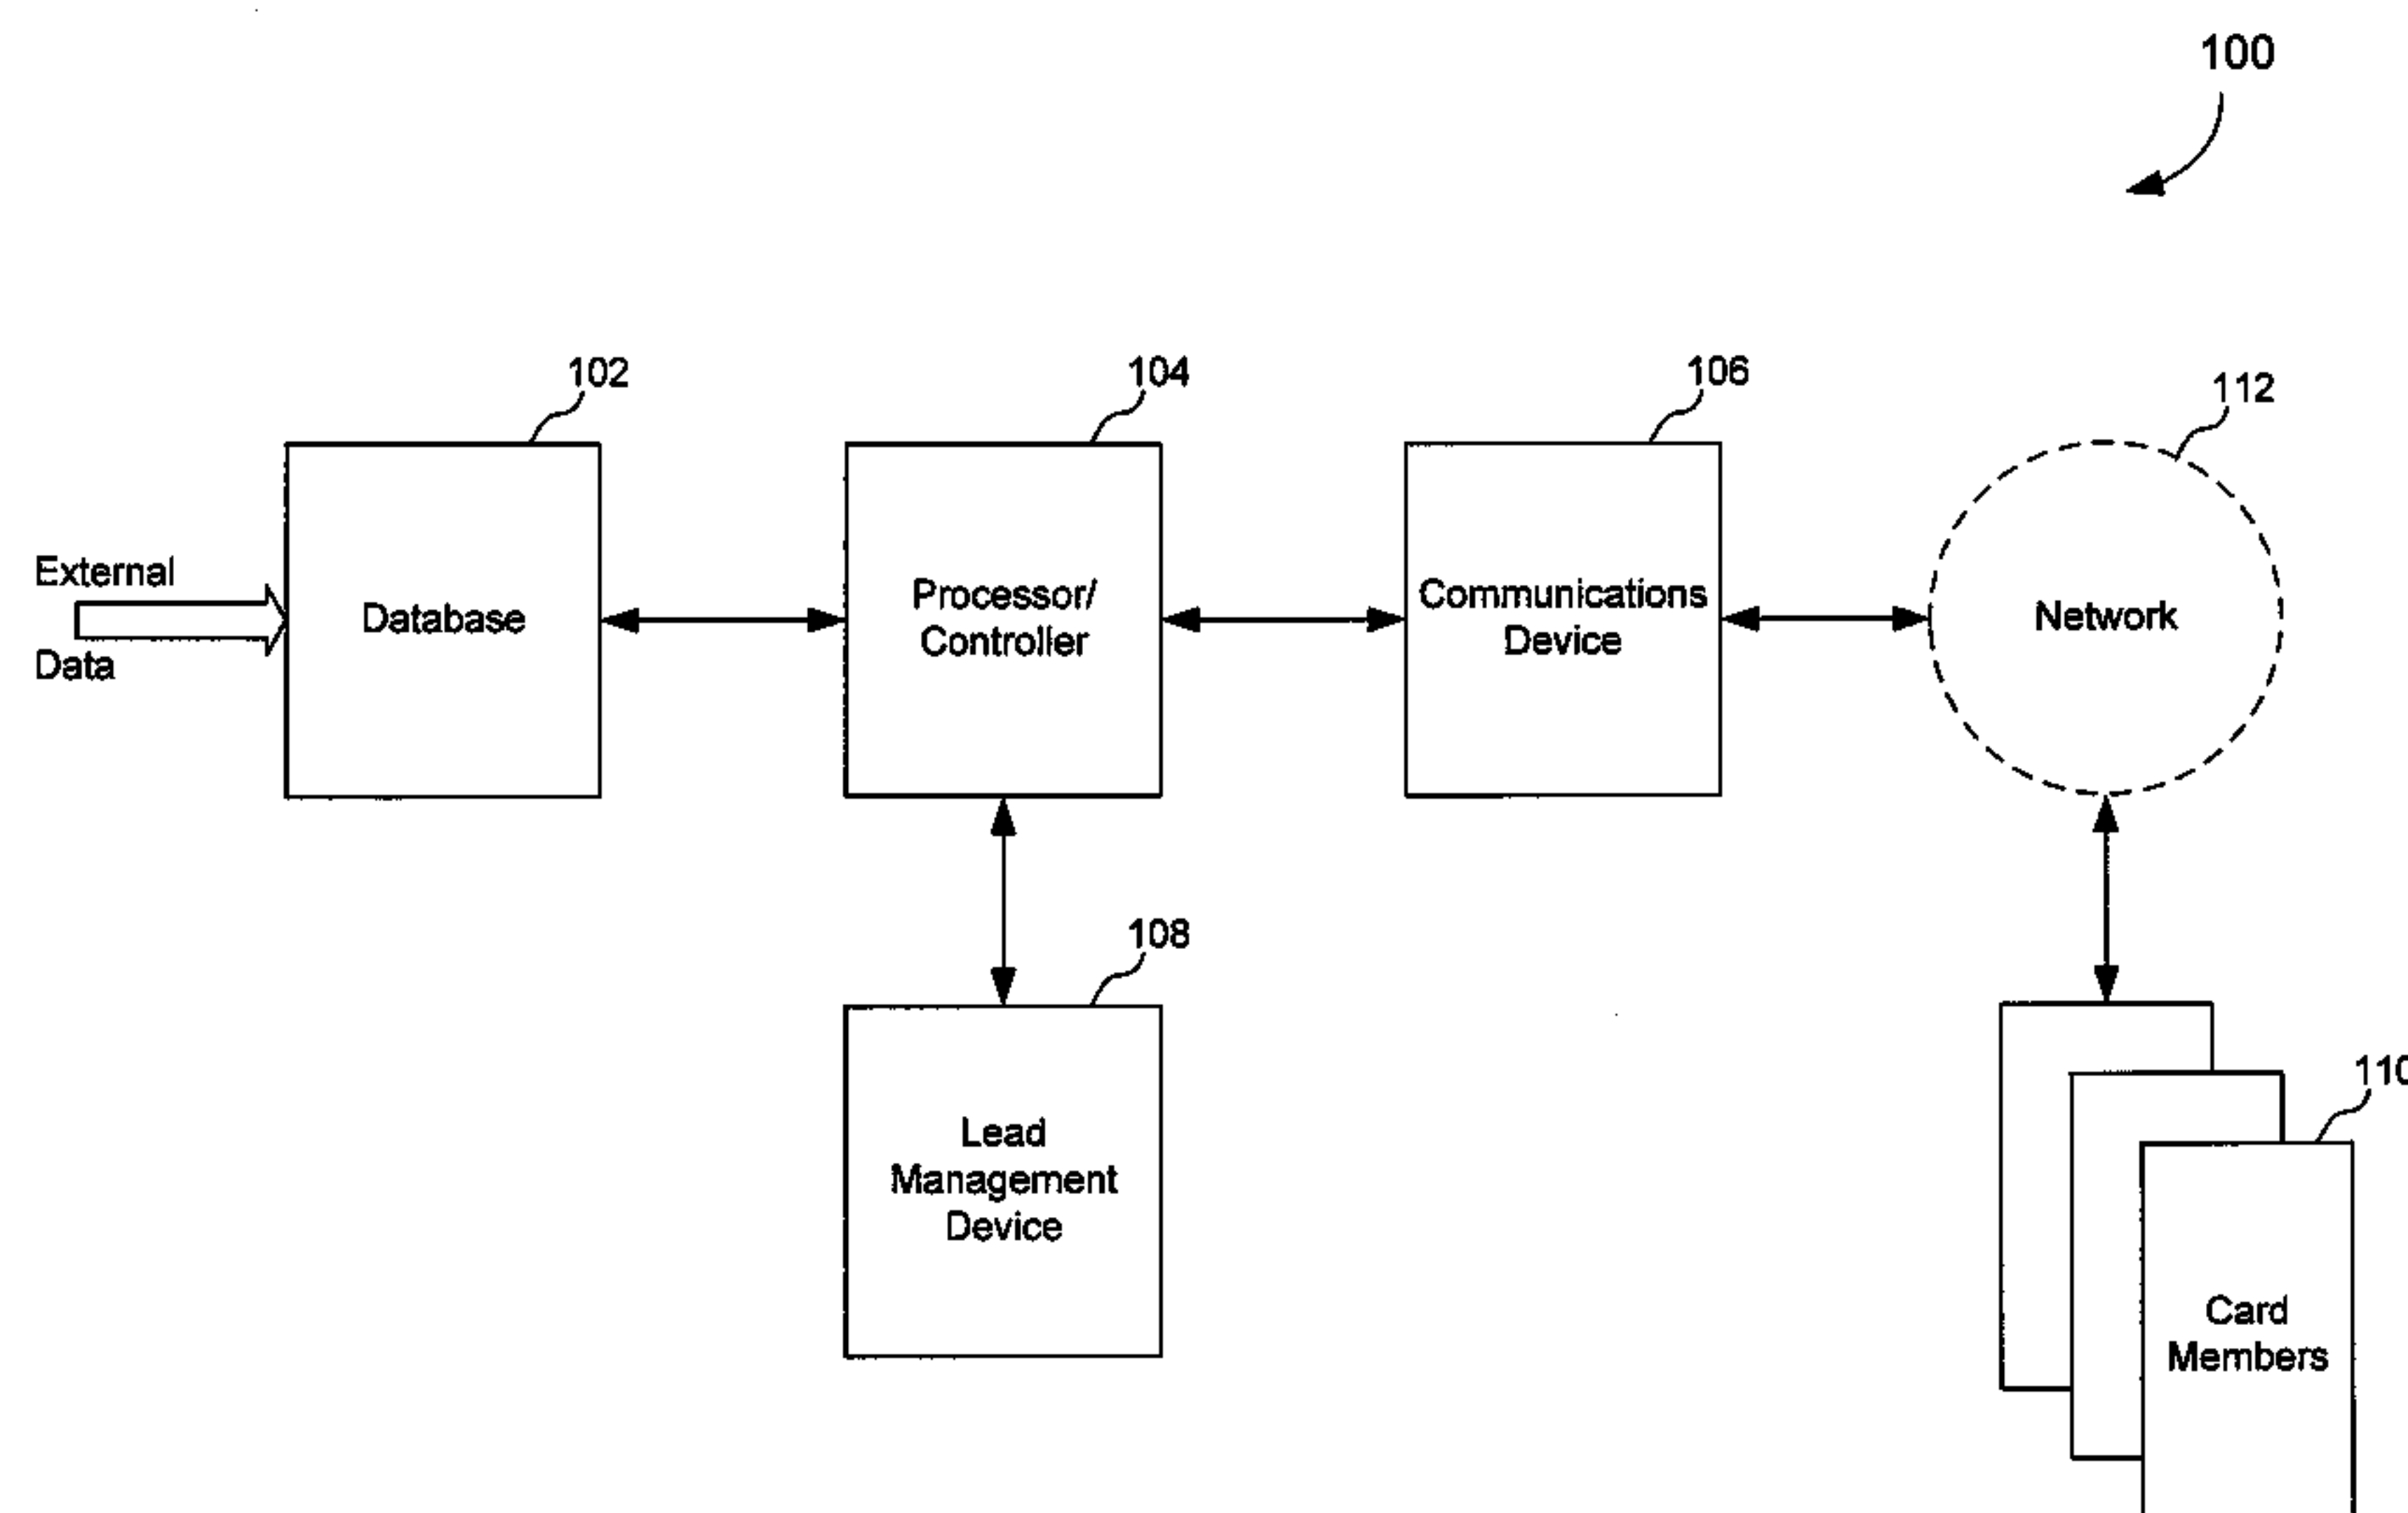 100
102
104
106
112
External
Data
Database
Processor/
Controller
Communications
Device
Network
108
Lead
Management
Device
110
Card
Members